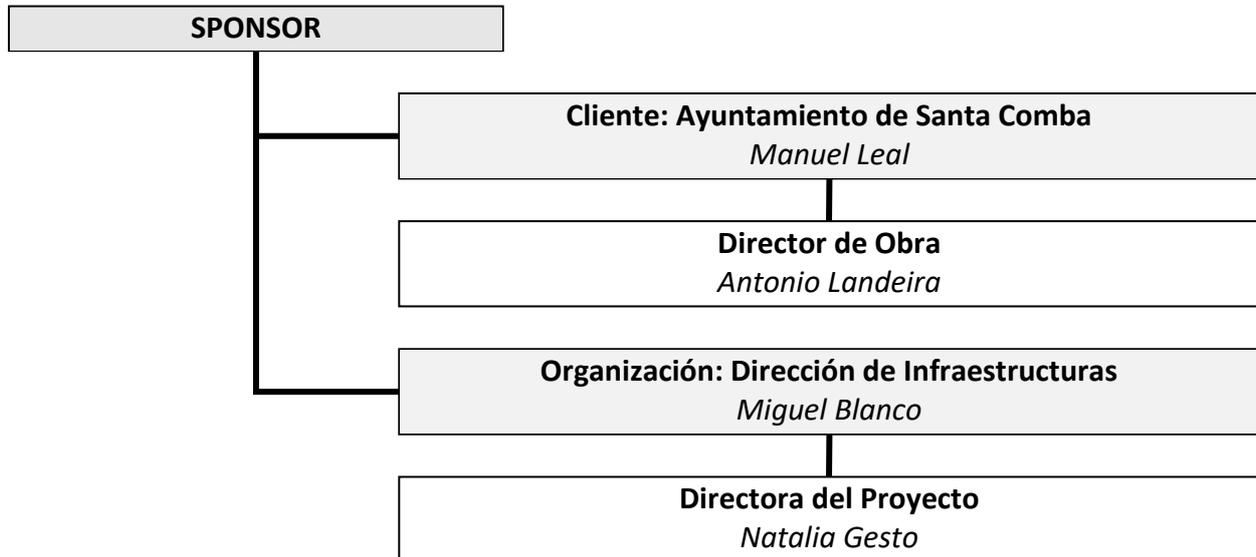 SPONSOR
Cliente: Ayuntamiento de Santa Comba
Manuel Leal
Director de Obra
Antonio Landeira
Organización: Dirección de Infraestructuras
Miguel Blanco
Directora del Proyecto
Natalia Gesto